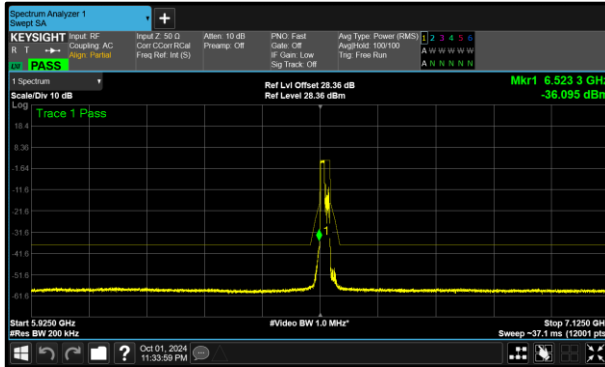 Spectrum Analyzer 1
Swept SA
+
KEYSIGHT
R T
LXI PASS
Input: RF
Coupling: AC
Align: Partial
Input Z: 50 Ω
Corr CCorr RCal
Freq Ref: Int (S)
Atten: 10 dB
Preamp: Off
PNO: Fast
Gate: Off
IF Gain: Low
Sig Track: Off
Avg Type: Power (RMS)
Avg|Hold: 100/100
Trig: Free Run
1 2 3 4 5 6
A W W W W W
A N N N N N
1 Spectrum
Scale/Div 10 dB
Ref Lvl Offset 28.36 dB
Ref Level 28.36 dBm
Mkr1 6.523 3 GHz
-36.095 dBm
Log
Trace 1 Pass
18.4
8.36
-1.64
-11.6
-21.6
-31.6
-41.6
-51.6
-61.6
1
Start 5.9250 GHz
#Res BW 200 kHz
#Video BW 1.0 MHz*
Stop 7.1250 GHz
Sweep ~37.1 ms (12001 pts)
?
Oct 01, 2024
11:33:59 PM